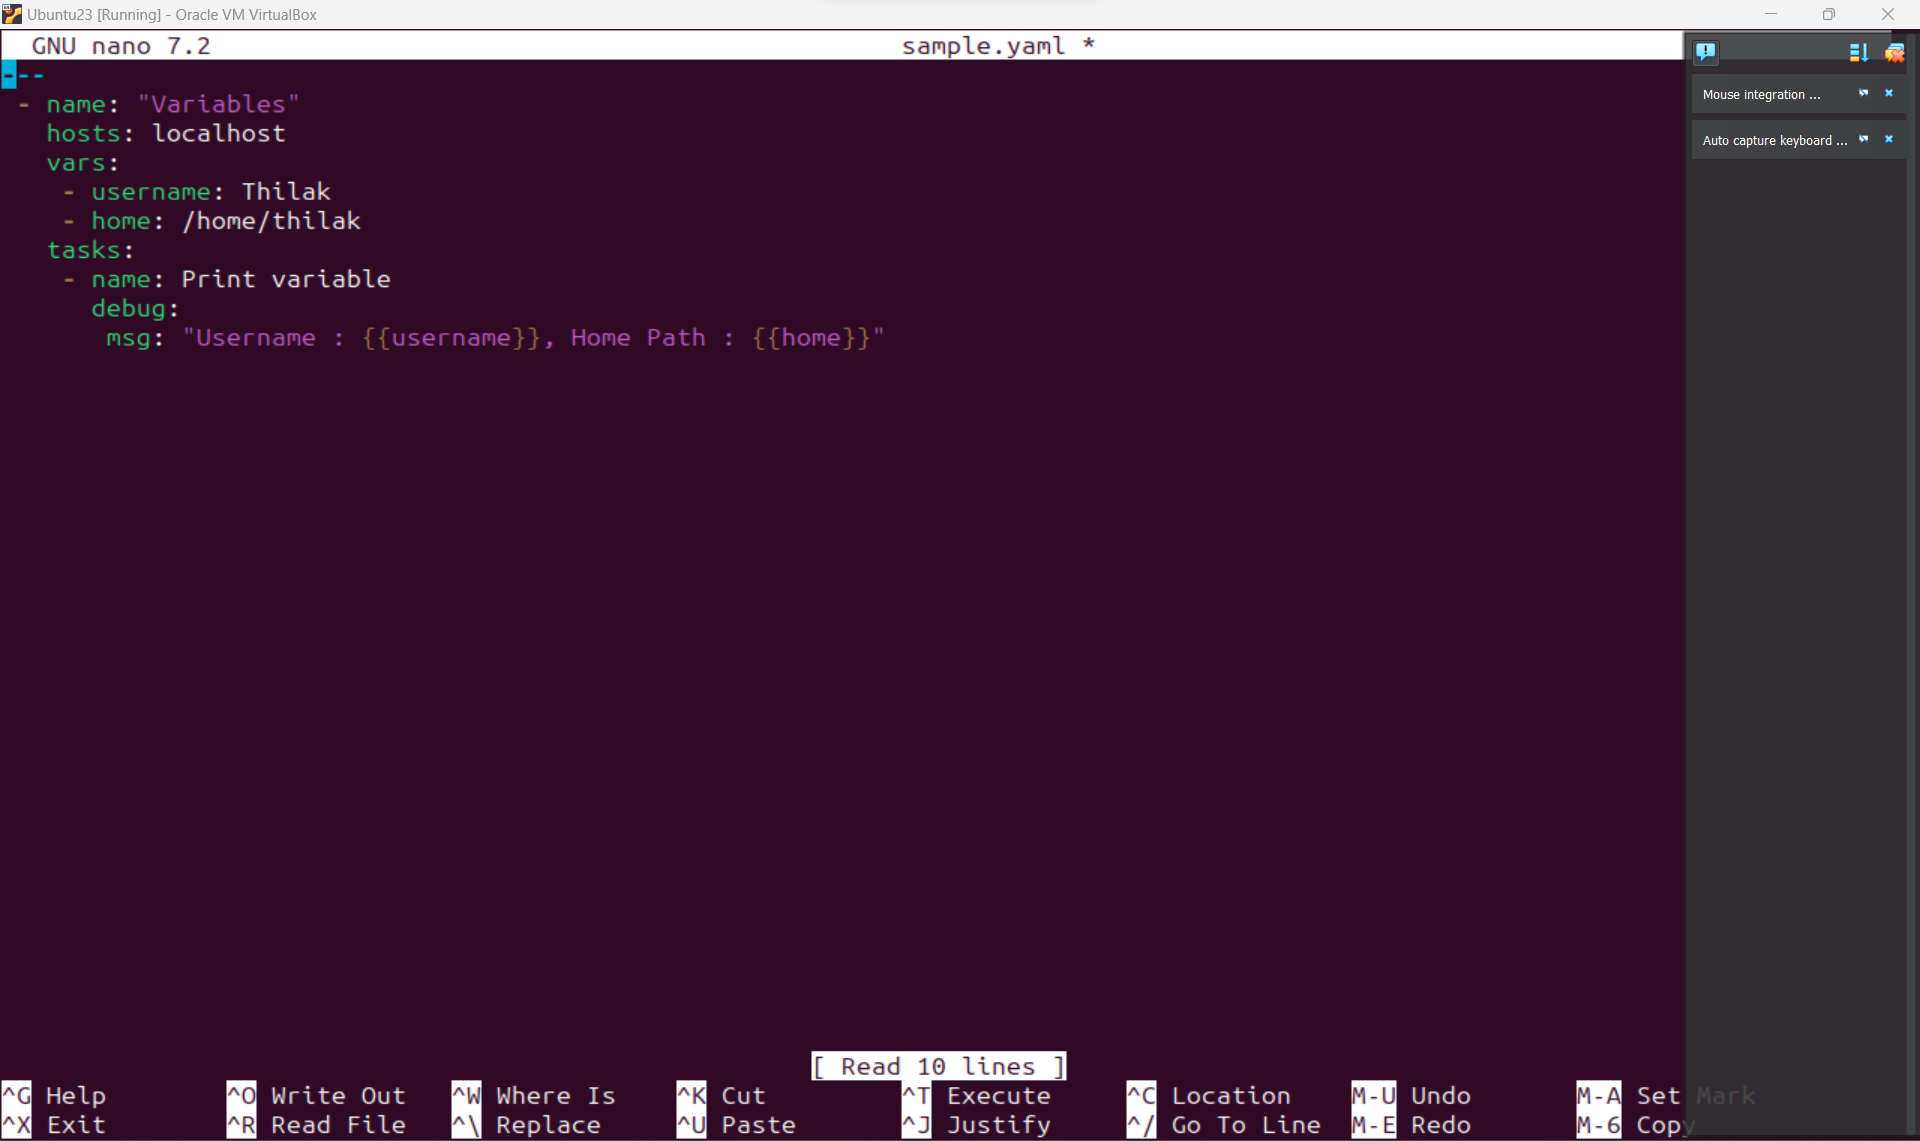 Ubuntu23 [Running] - Oracle VM VirtualBox
GNU nano 7.2 sample.yaml *
---
- name: "Variables"
hosts: localhost
vars:
- username: Thilak
- home: /home/thilak
tasks:
- name: Print variable
debug:
msg: "Username : {{username}}, Home Path : {{home}}"
Mouse integration ...
Auto capture keyboard ...
[ Read 10 lines ]
^G Help ^O Write Out ^W Where Is ^K Cut ^T Execute ^C Location M-U Undo M-A Set Mark
^X Exit ^R Read File ^\ Replace ^U Paste ^J Justify ^/ Go To Line M-E Redo M-6 Copy